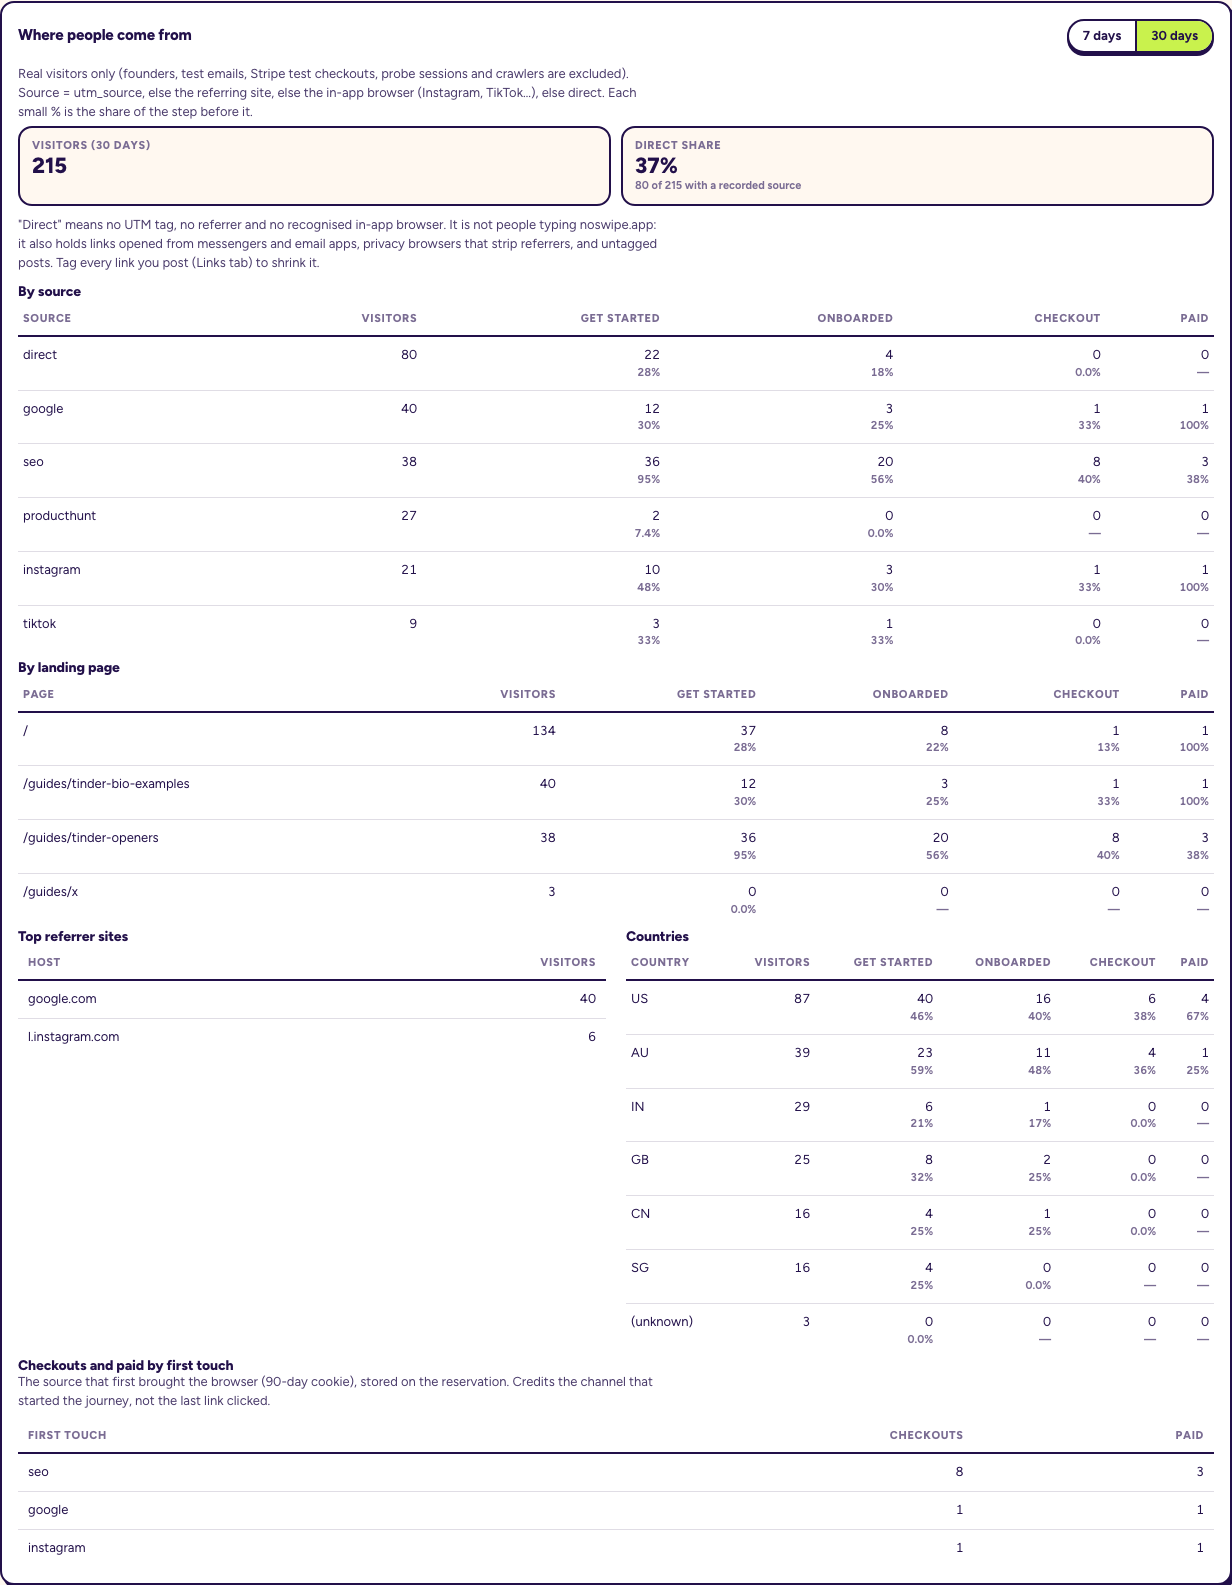 Where people come from
7 days 30 days
Real visitors only (founders, test emails, Stripe test checkouts, probe sessions and crawlers are excluded).
Source = utm_source, else the referring site, else the in-app browser (Instagram, TikTok...), else direct. Each
small % is the share of the step before it.
VISITORS (30 DAYS)
215
DIRECT SHARE
37%
80 of 215 with a recorded source
"Direct" means no UTM tag, no referrer and no recognised in-app browser. It is not people typing noswipe.app:
it also holds links opened from messengers and email apps, privacy browsers that strip referrers, and untagged
posts. Tag every link you post (Links tab) to shrink it.
By source
SOURCE VISITORS GET STARTED ONBOARDED CHECKOUT PAID
direct 80 22 4 0 0
28% 18% 0.0% —
google 40 12 3 1 1
30% 25% 33% 100%
seo 38 36 20 8 3
95% 56% 40% 38%
producthunt 27 2 0 0 0
7.4% 0.0% — —
instagram 21 10 3 1 1
48% 30% 33% 100%
tiktok 9 3 1 0 0
33% 33% 0.0% —
By landing page
PAGE VISITORS GET STARTED ONBOARDED CHECKOUT PAID
/ 134 37 8 1 1
28% 22% 13% 100%
/guides/tinder-bio-examples 40 12 3 1 1
30% 25% 33% 100%
/guides/tinder-openers 38 36 20 8 3
95% 56% 40% 38%
/guides/x 3 0 0 0 0
0.0% — — —
Top referrer sites
HOST VISITORS
google.com 40
l.instagram.com 6
Countries
COUNTRY VISITORS GET STARTED ONBOARDED CHECKOUT PAID
US 87 40 16 6 4
46% 40% 38% 67%
AU 39 23 11 4 1
59% 48% 36% 25%
IN 29 6 1 0 0
21% 17% 0.0% —
GB 25 8 2 0 0
32% 25% 0.0% —
CN 16 4 1 0 0
25% 25% 0.0% —
SG 16 4 0 0 0
25% 0.0% — —
(unknown) 3 0 0 0 0
0.0% — — —
Checkouts and paid by first touch
The source that first brought the browser (90-day cookie), stored on the reservation. Credits the channel that
started the journey, not the last link clicked.
FIRST TOUCH CHECKOUTS PAID
seo 8 3
google 1 1
instagram 1 1